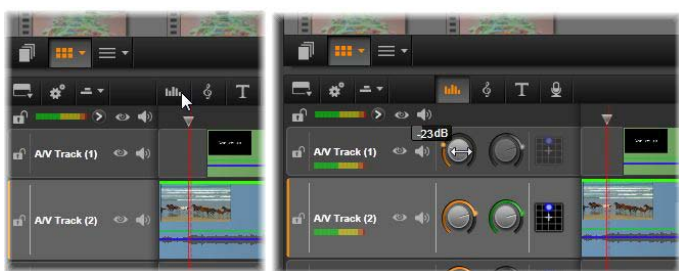 T
A/V Track (1)
A/V Track (2)
T
-23dB
A/V Track (1)
A/V Track (2)